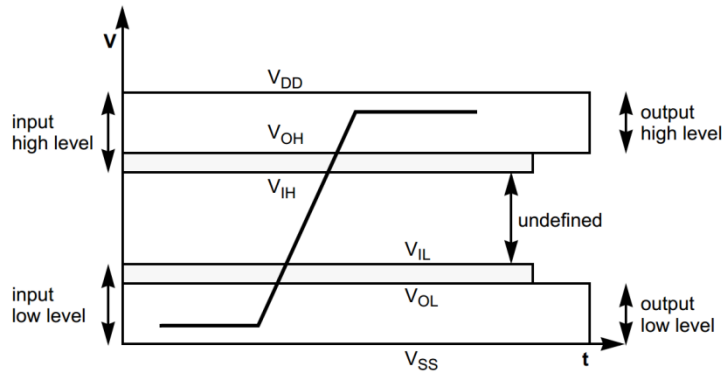 V
V_DD
input
high level
output
high level
V_OH
V_IH
undefined
V_IL
input
low level
V_OL
output
low level
V_SS
t